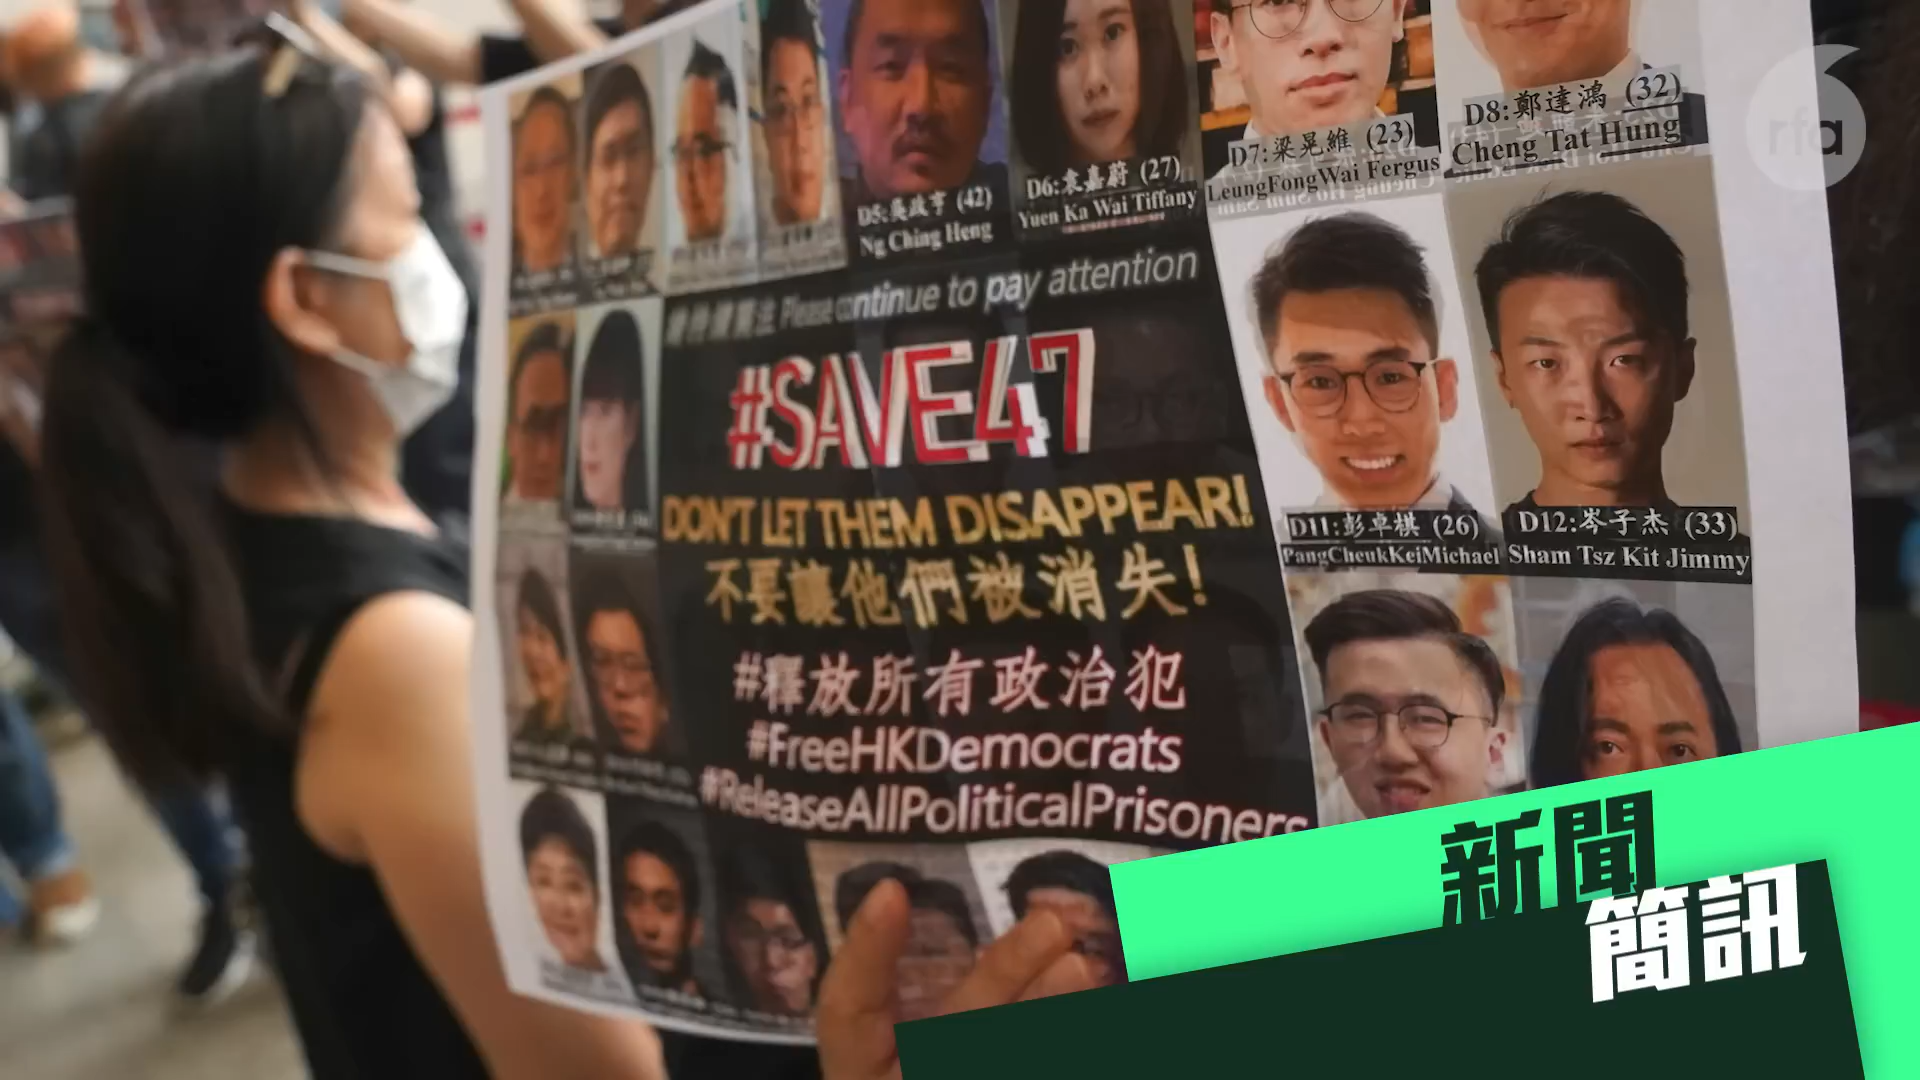 rfa
D5:吳政亨 (42)
Ng Ching Heng
D6:袁嘉蔚 (27)
Yuen Ka Wai Tiffany
D7:梁晃維 (23)
LeungFongWai Fergus
D8:鄭達鴻 (32)
Cheng Tat Hung
Please continue to pay attention
#SAVE47
DON'T LET THEM DISAPPEAR!
不要讓他們被消失!
#釋放所有政治犯
#FreeHKDemocrats
#ReleaseAllPoliticalPrisoners
D11:彭卓棋 (26)
PangCheukKeiMichael
D12:岑子杰 (33)
Sham Tsz Kit Jimmy
新聞
簡訊